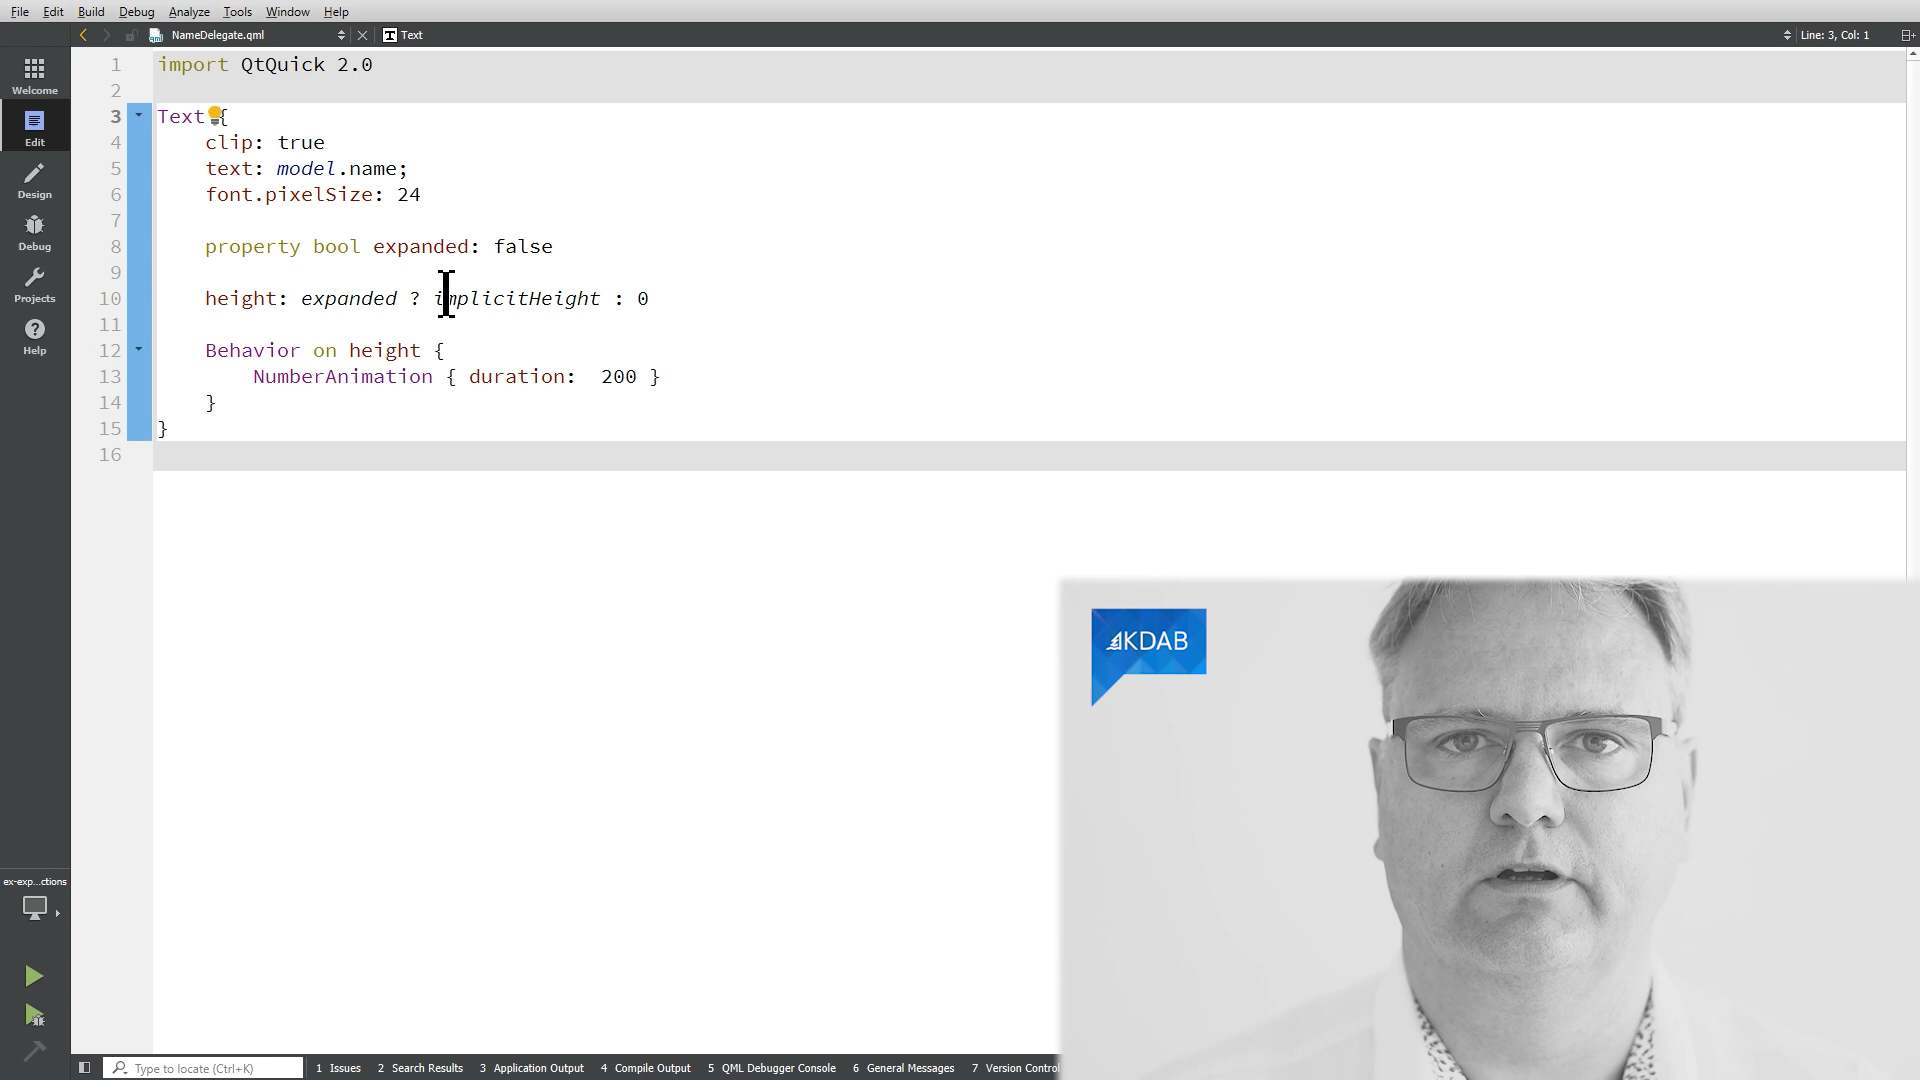 File Edit Build Debug Analyze Tools Window Help
NameDelegate.qml Text Line: 3, Col: 1
Welcome
Edit
Design
Debug
Projects
Help
ex-exp...ctions
1 import QtQuick 2.0
2
3 Text {
4 clip: true
5 text: model.name;
6 font.pixelSize: 24
7
8 property bool expanded: false
9
10 height: expanded ? implicitHeight : 0
11
12 Behavior on height {
13 NumberAnimation { duration:  200 }
14 }
15 }
16
KDAB
Type to locate (Ctrl+K) 1 Issues 2 Search Results 3 Application Output 4 Compile Output 5 QML Debugger Console 6 General Messages 7 Version Control